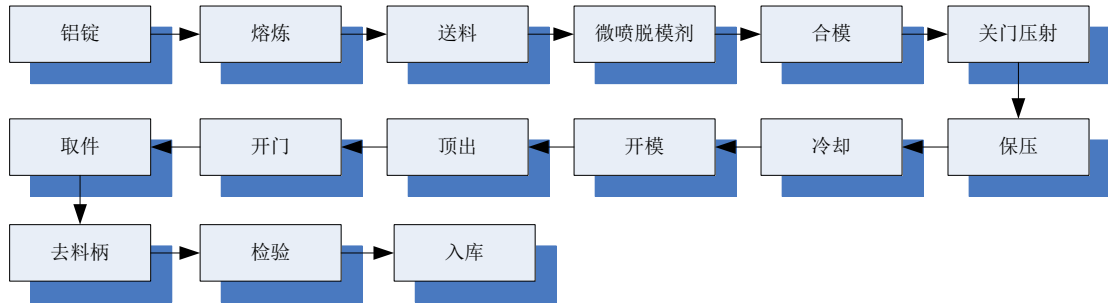 铝锭 熔炼 送料 微喷脱模剂 合模 关门压射
取件 开门 顶出 开模 冷却 保压
去料柄 检验 入库